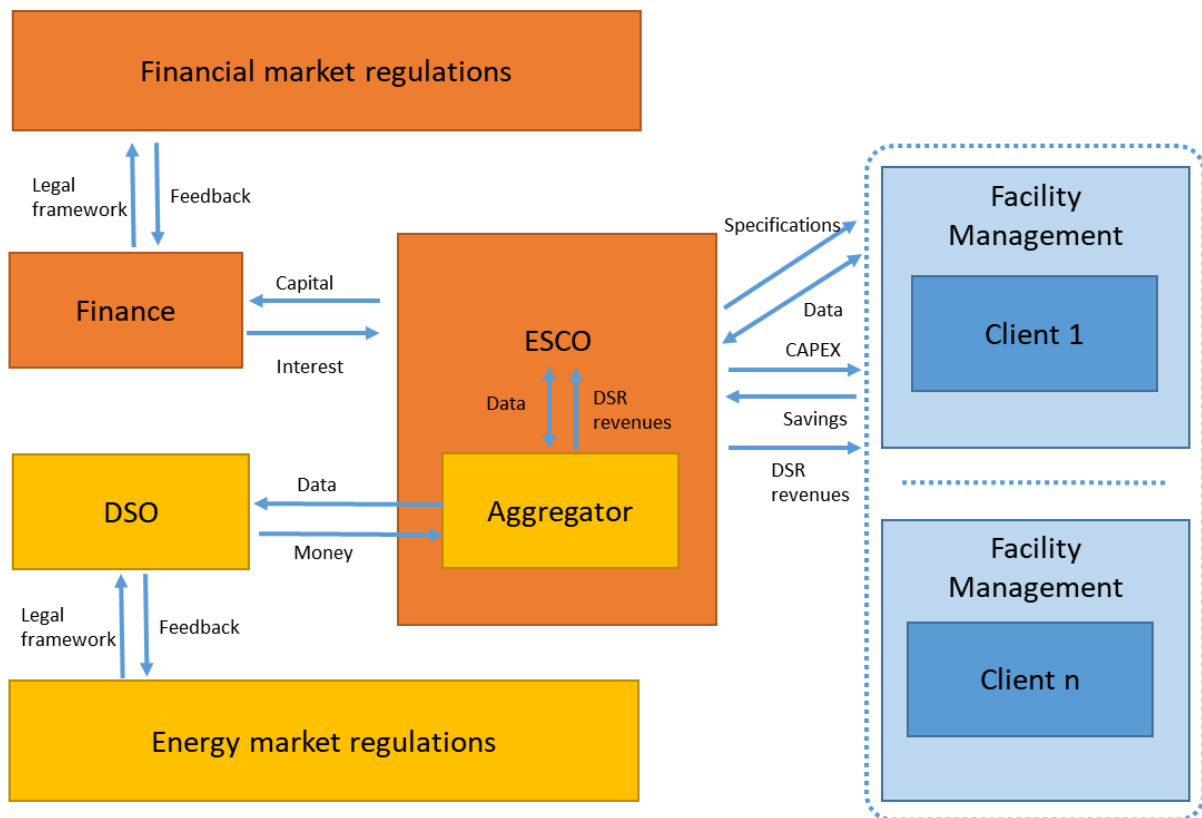 Financial market regulations
Legal
framework
Feedback
Finance
Capital
Interest
ESCO
Data
DSR
revenues
Aggregator
DSO
Data
Money
Legal
framework
Feedback
Energy market regulations
Specifications
Data
CAPEX
Savings
DSR
revenues
Facility
Management
Client 1
Facility
Management
Client n